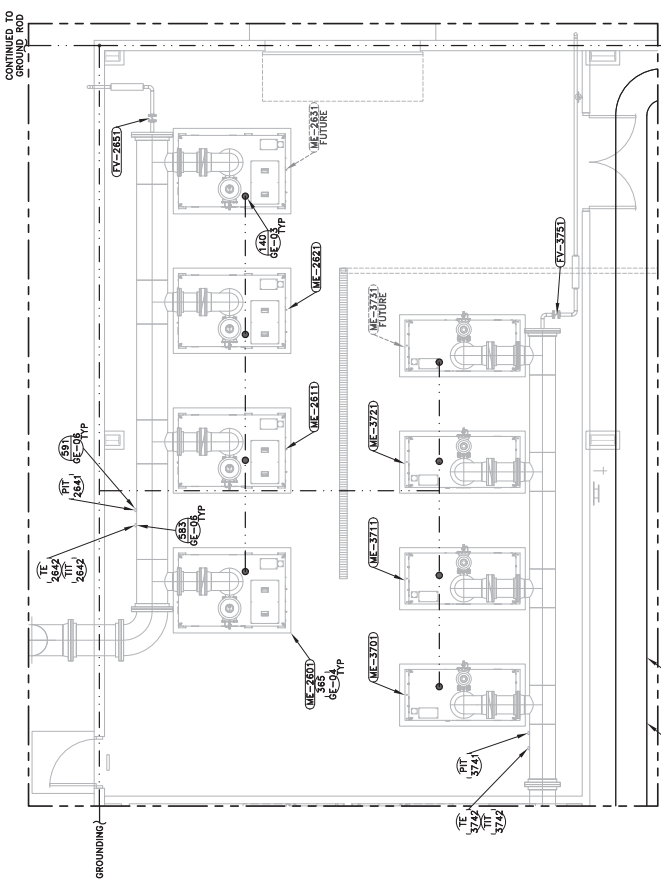 CONTINUED TO
GROUND ROD
FV-2651
ME-2631
FUTURE
140
GE-03
TYP
ME-2621
FV-3751
ME-3731
FUTURE
ME-2611
ME-3721
591
GE-06
TYP
PIT
2641
583
GE-06
TYP
TE
2642
TIT
2642
ME-3711
ME-2601
365
GE-04
TYP
ME-3701
PIT
3741
TE
3742
TIT
3742
GROUNDING